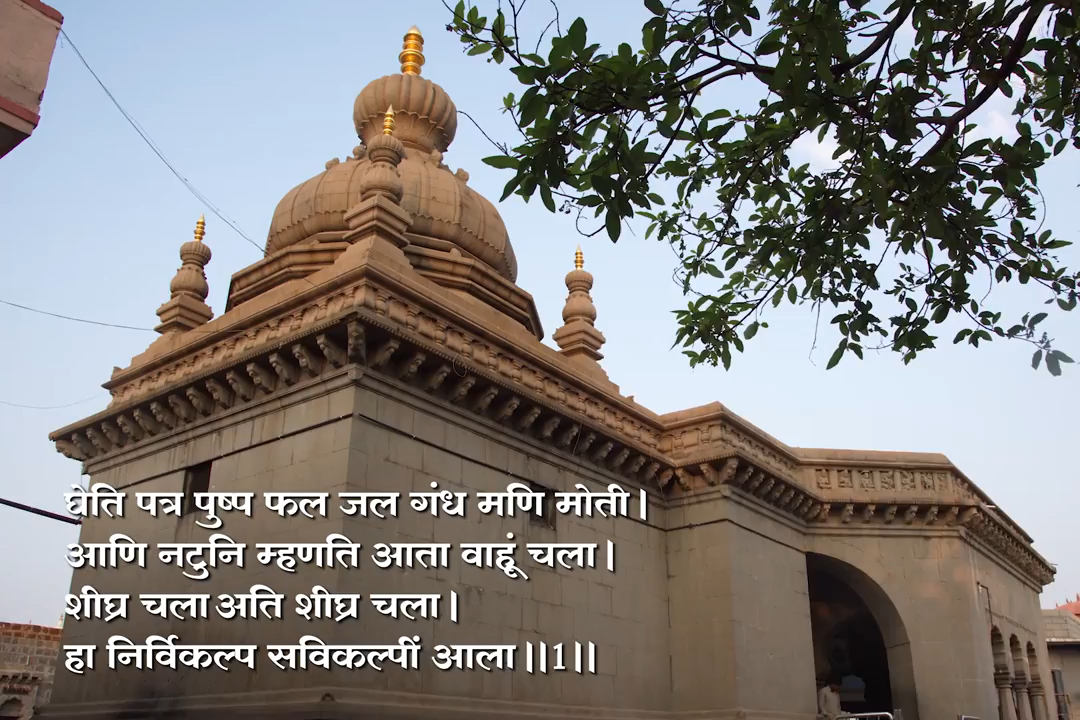 घेति पत्र पुष्प फल जल गंध मणि मोती।
आणि नटुनि म्हणति आता वाहूं चला।
शीघ्र चला अति शीघ्र चला।
हा निर्विकल्प सविकल्पीं आला॥1॥